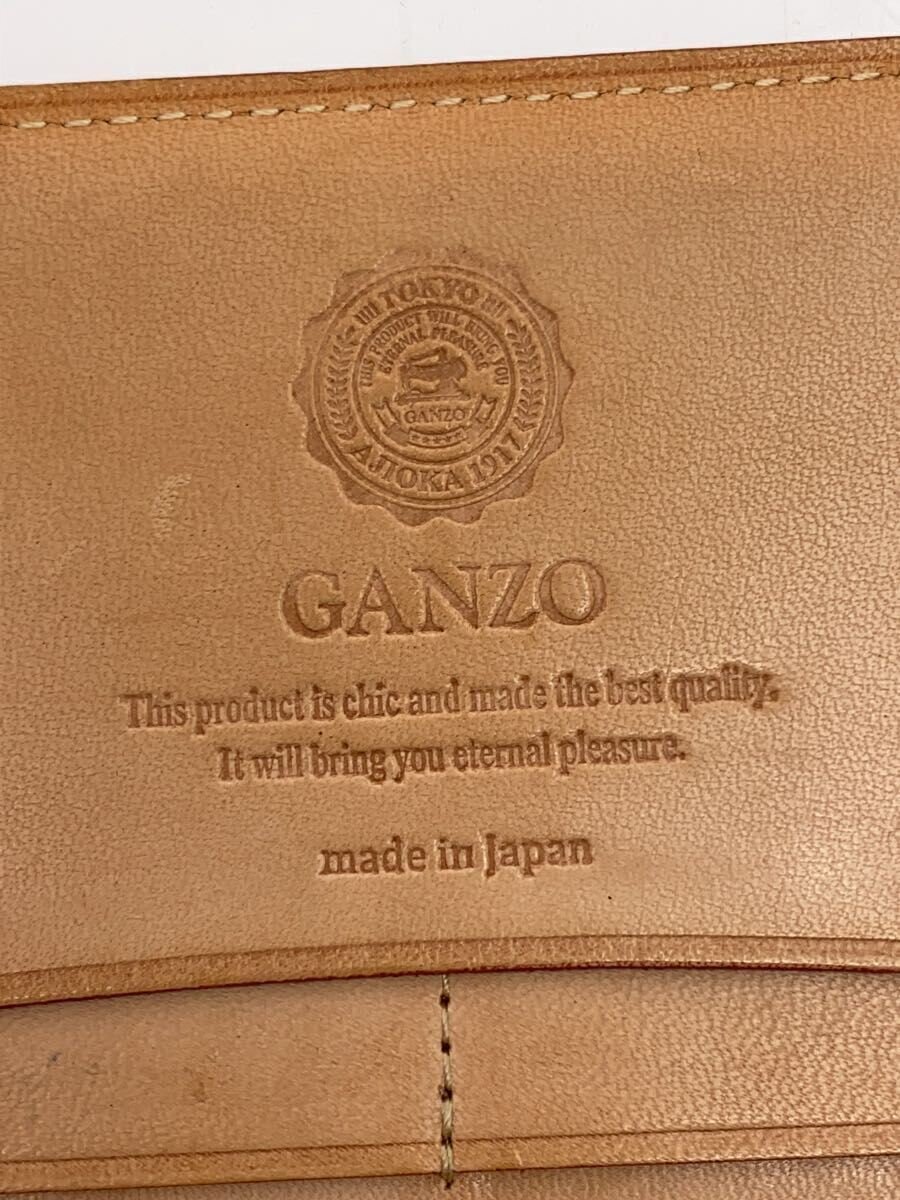 TOKYO
THIS PRODUCT WILL BRING YOU
ETERNAL PLEASURE
GANZO
AJIOKA 1917
GANZO
This product is chic and made the best quality.
It will bring you eternal pleasure.
made in Japan